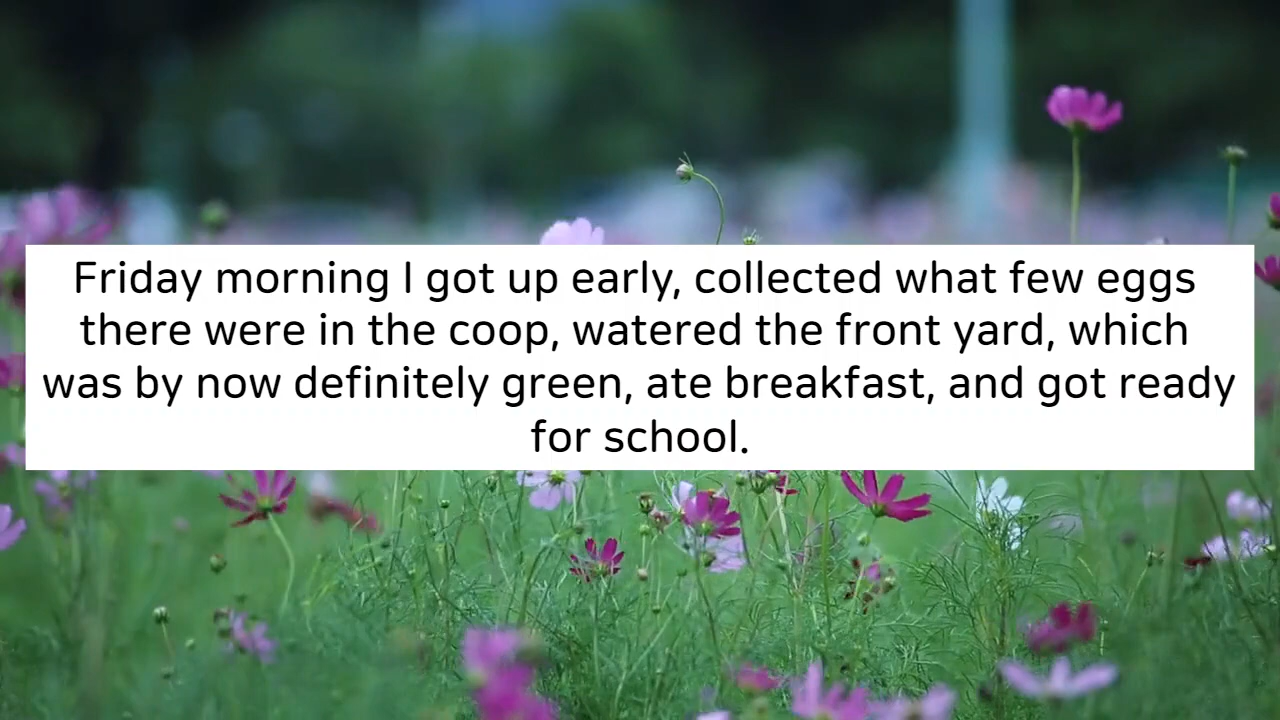 Friday morning I got up early, collected what few eggs
there were in the coop, watered the front yard, which
was by now definitely green, ate breakfast, and got ready
for school.